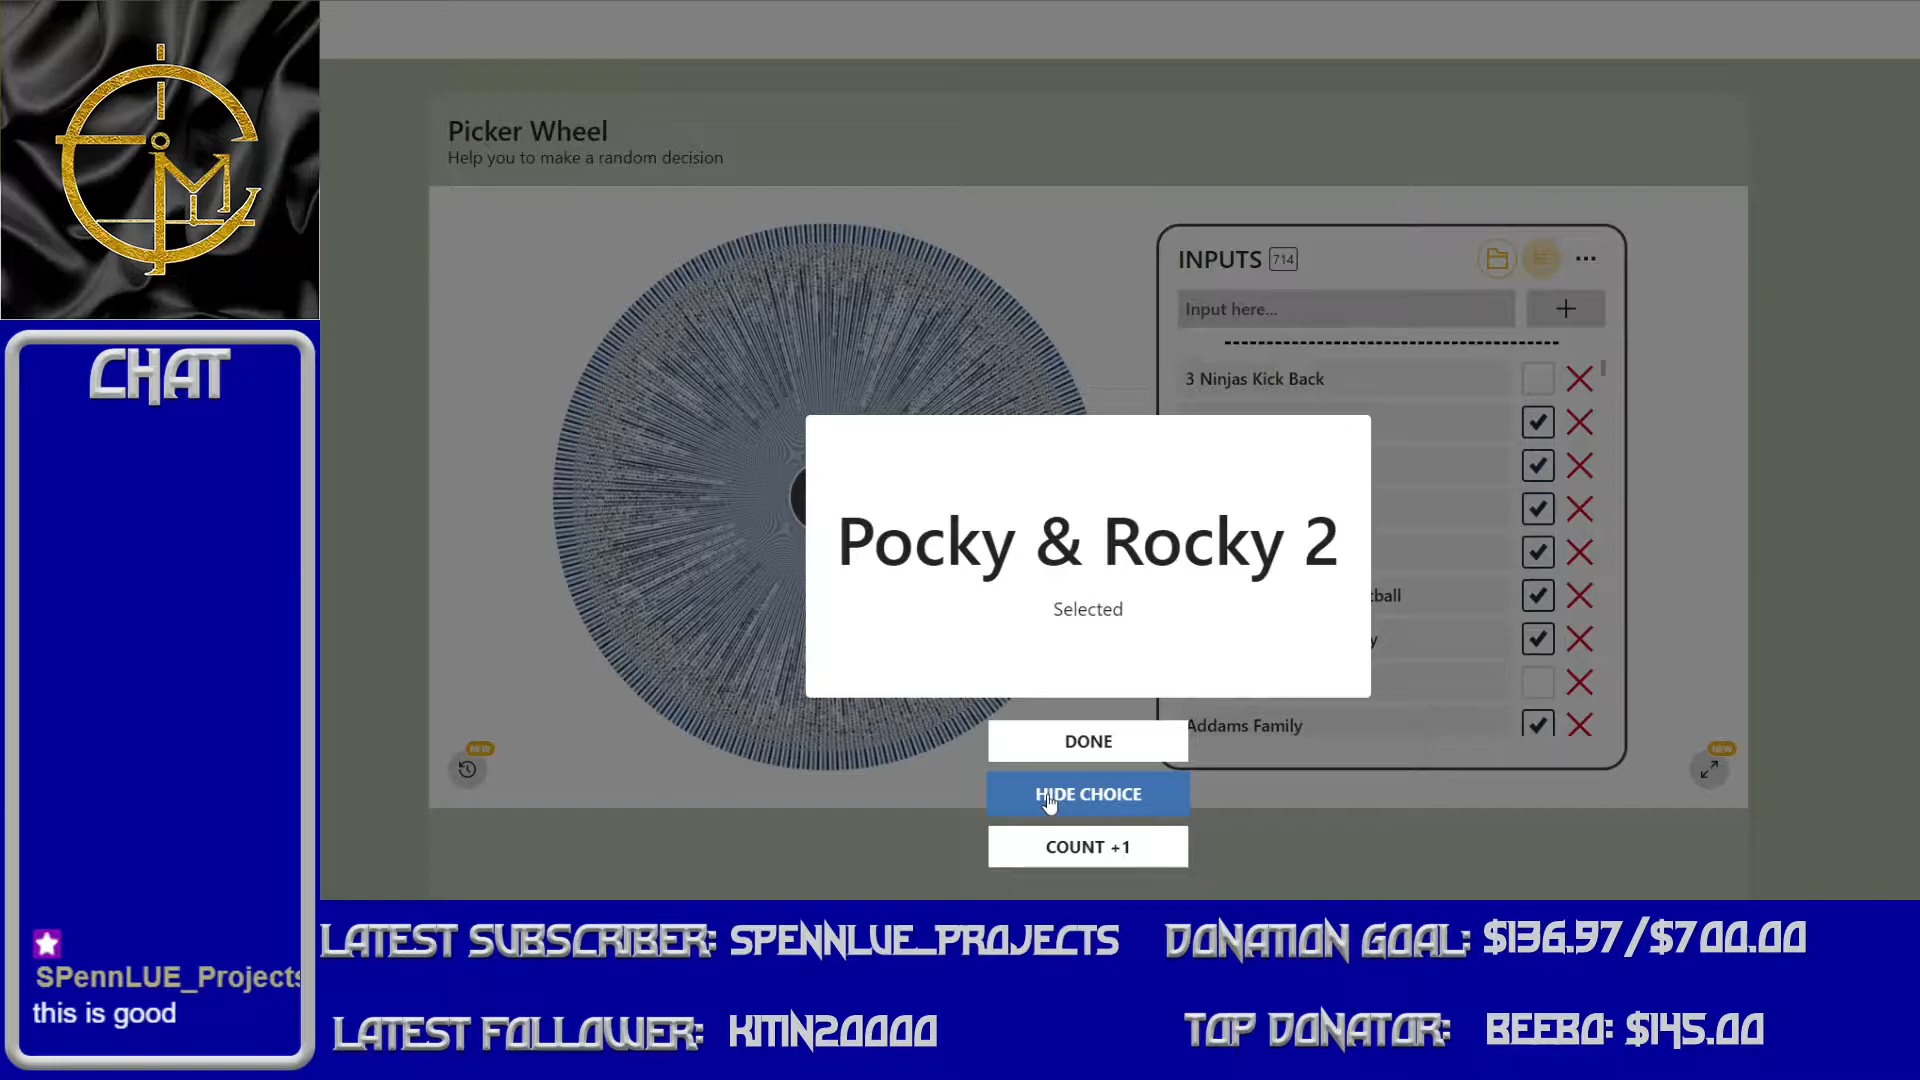 Picker Wheel
Help you to make a random decision
INPUTS 714
Input here...
+
3 Ninjas Kick Back
Addams Family
Pocky & Rocky 2
Selected
DONE
HIDE CHOICE
COUNT +1
NEW
NEW
CHAT
SPennLUE_Projects
this is good
LATEST SUBSCRIBER: SPENNLUE_PROJECTS
DONATION GOAL: $136.97/$700.00
LATEST FOLLOWER: KITIN20000
TOP DONATOR: BEEBO: $145.00